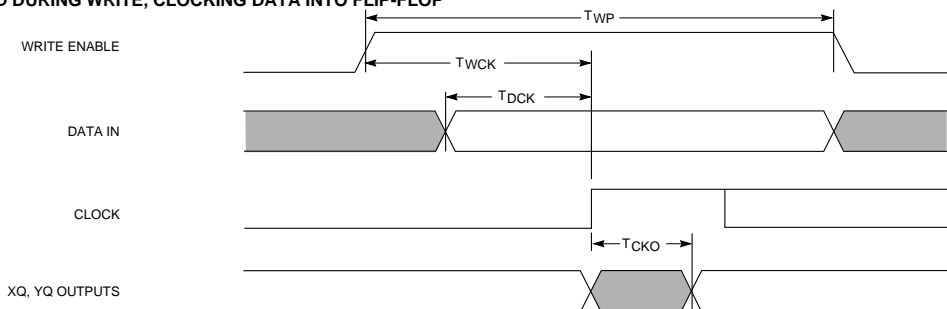 DURING WRITE, CLOCKING DATA INTO FLIP-FLOP
TWP
WRITE ENABLE
TWCK
TDCK
DATA IN
CLOCK
TCKO
XQ, YQ OUTPUTS